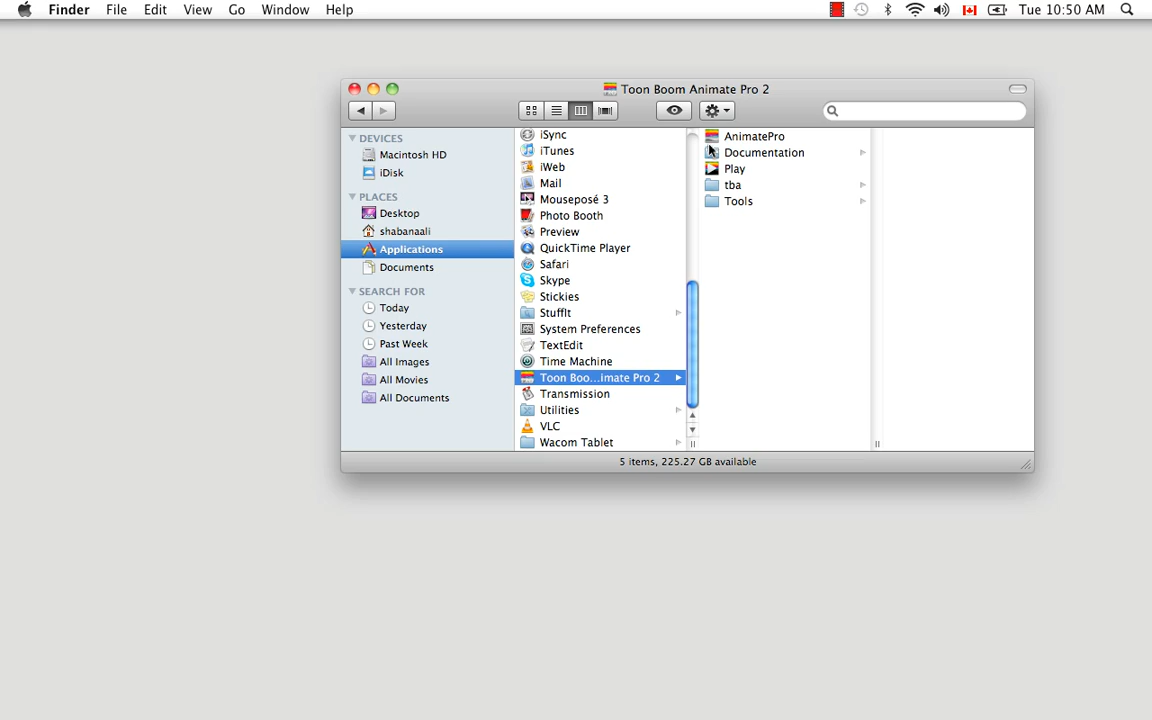 Finder File Edit View Go Window Help Tue 10:50 AM
Toon Boom Animate Pro 2
DEVICES
Macintosh HD
iDisk
PLACES
Desktop
shabanaali
Applications
Documents
SEARCH FOR
Today
Yesterday
Past Week
All Images
All Movies
All Documents
iSync
iTunes
iWeb
Mail
Mouseposé 3
Photo Booth
Preview
QuickTime Player
Safari
Skype
Stickies
StuffIt
System Preferences
TextEdit
Time Machine
Toon Boo...imate Pro 2
Transmission
Utilities
VLC
Wacom Tablet
AnimatePro
Documentation
Play
tba
Tools
5 items, 225.27 GB available